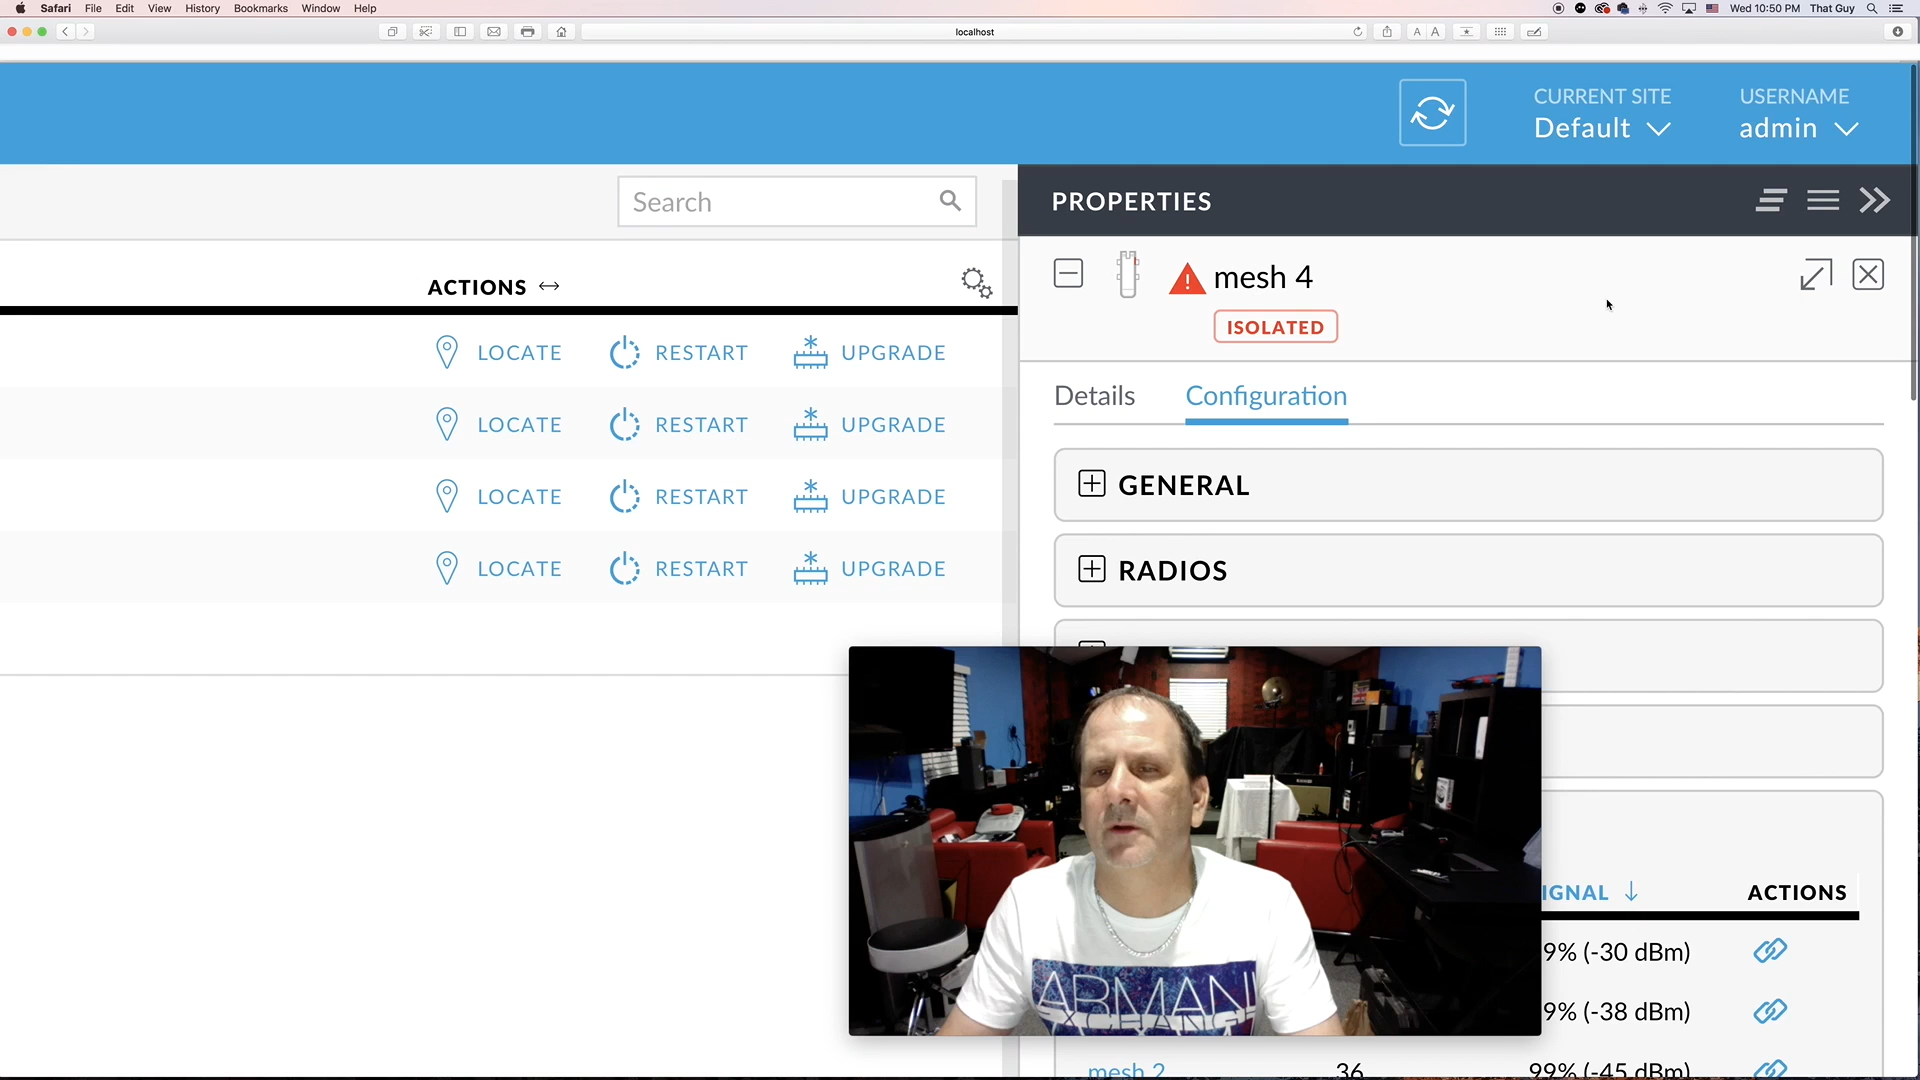 Safari File Edit View History Bookmarks Window Help
Wed 10:50 PM That Guy
localhost
A A
CURRENT SITE
Default
USERNAME
admin
Search
PROPERTIES
mesh 4
ISOLATED
ACTIONS
Details Configuration
LOCATE RESTART UPGRADE
LOCATE RESTART UPGRADE
LOCATE RESTART UPGRADE
LOCATE RESTART UPGRADE
GENERAL
RADIOS
IGNAL ACTIONS
9% (-30 dBm)
9% (-38 dBm)
mesh 2 36 99% (-45 dBm)
ARMANI
EXCHANGE